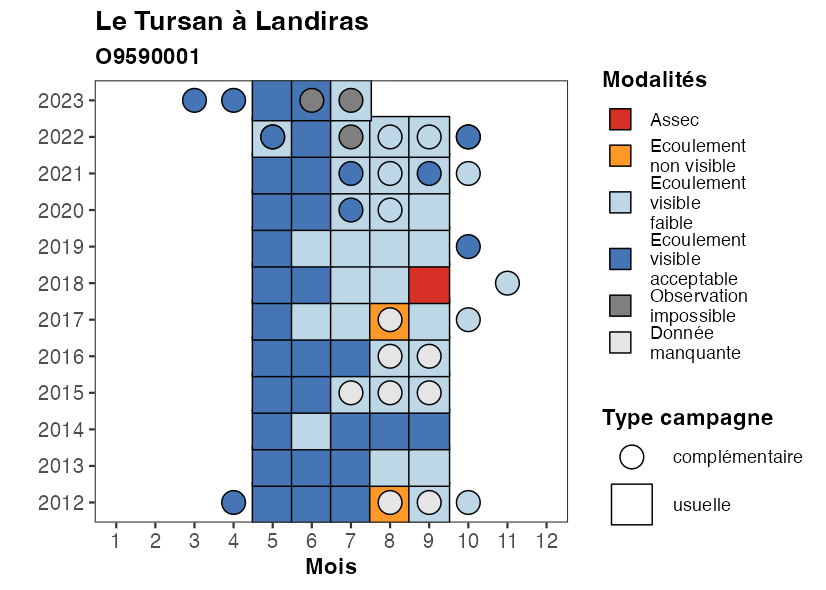 Le Tursan à Landiras
O9590001
2023
2022
2021
2020
2019
2018
2017
2016
2015
2014
2013
2012
1 2 3 4 5 6 7 8 9 10 11 12
Mois
Modalités
Assec
Ecoulement
non visible
Ecoulement
visible
faible
Ecoulement
visible
acceptable
Observation
impossible
Donnée
manquante
Type campagne
complémentaire
usuelle